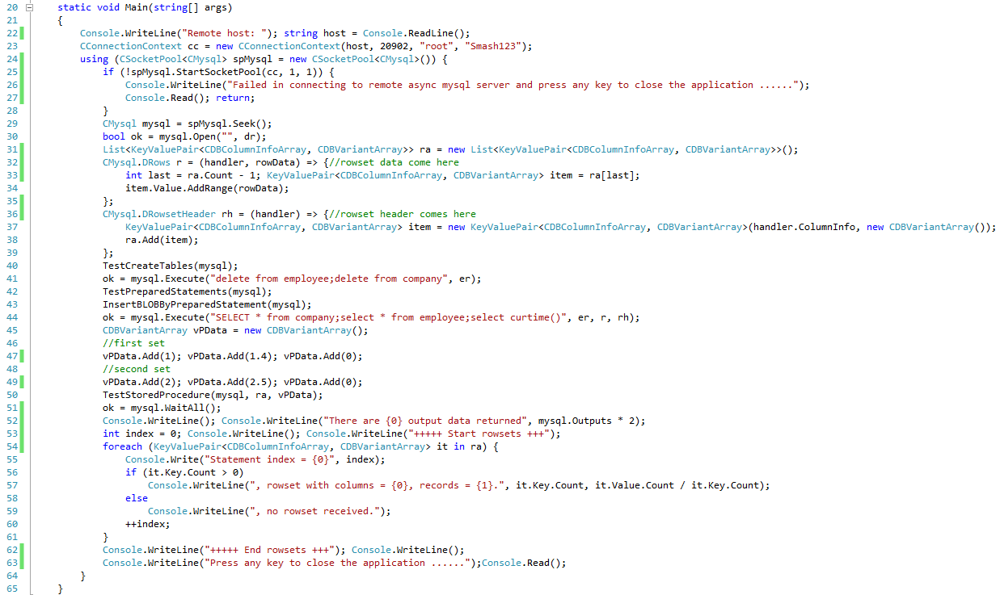 20 static void Main(string[] args)
21 {
22 Console.WriteLine("Remote host: "); string host = Console.ReadLine();
23 CConnectionContext cc = new CConnectionContext(host, 20902, "root", "Smash123");
24 using (CSocketPool<CMysql> spMysql = new CSocketPool<CMysql>()) {
25 if (!spMysql.StartSocketPool(cc, 1, 1)) {
26 Console.WriteLine("Failed in connecting to remote async mysql server and press any key to close the application ......");
27 Console.Read(); return;
28 }
29 CMysql mysql = spMysql.Seek();
30 bool ok = mysql.Open("", dr);
31 List<KeyValuePair<CDBColumnInfoArray, CDBVariantArray>> ra = new List<KeyValuePair<CDBColumnInfoArray, CDBVariantArray>>();
32 CMysql.DRows r = (handler, rowData) => {//rowset data come here
33 int last = ra.Count - 1; KeyValuePair<CDBColumnInfoArray, CDBVariantArray> item = ra[last];
34 item.Value.AddRange(rowData);
35 };
36 CMysql.DRowsetHeader rh = (handler) => {//rowset header comes here
37 KeyValuePair<CDBColumnInfoArray, CDBVariantArray> item = new KeyValuePair<CDBColumnInfoArray, CDBVariantArray>(handler.ColumnInfo, new CDBVariantArray());
38 ra.Add(item);
39 };
40 TestCreateTables(mysql);
41 ok = mysql.Execute("delete from employee;delete from company", er);
42 TestPreparedStatements(mysql);
43 InsertBLOBByPreparedStatement(mysql);
44 ok = mysql.Execute("SELECT * from company;select * from employee;select curtime()", er, r, rh);
45 CDBVariantArray vPData = new CDBVariantArray();
46 //first set
47 vPData.Add(1); vPData.Add(1.4); vPData.Add(0);
48 //second set
49 vPData.Add(2); vPData.Add(2.5); vPData.Add(0);
50 TestStoredProcedure(mysql, ra, vPData);
51 ok = mysql.WaitAll();
52 Console.WriteLine(); Console.WriteLine("There are {0} output data returned", mysql.Outputs * 2);
53 int index = 0; Console.WriteLine(); Console.WriteLine("+++++ Start rowsets +++");
54 foreach (KeyValuePair<CDBColumnInfoArray, CDBVariantArray> it in ra) {
55 Console.Write("Statement index = {0}", index);
56 if (it.Key.Count > 0)
57 Console.WriteLine(", rowset with columns = {0}, records = {1}.", it.Key.Count, it.Value.Count / it.Key.Count);
58 else
59 Console.WriteLine(", no rowset received.");
60 ++index;
61 }
62 Console.WriteLine("+++++ End rowsets +++"); Console.WriteLine();
63 Console.WriteLine("Press any key to close the application ......");Console.Read();
64 }
65 }